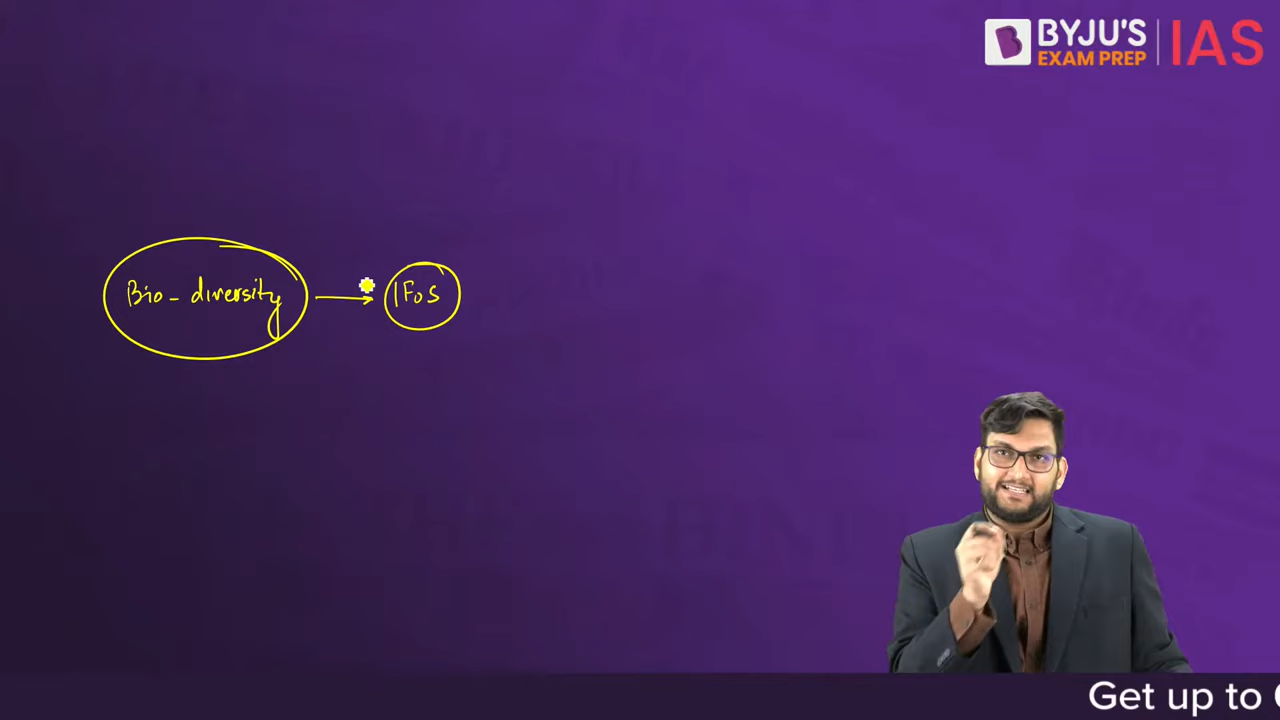 BYJU'S
EXAM PREP
IAS
Bio-diversity
IFoS
Get up to